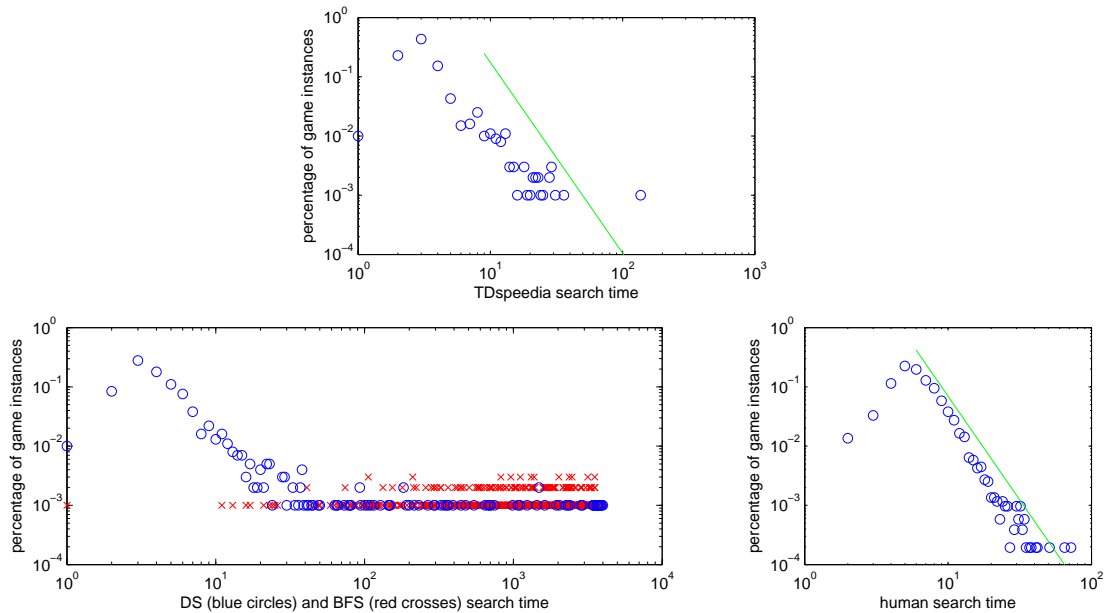 10^0
10^-1
10^-2
10^-3
10^-4
percentage of game instances
10^0 10^1 10^2 10^3
TDspeedia search time
10^0
10^-1
10^-2
10^-3
10^-4
percentage of game instances
10^0 10^1 10^2 10^3 10^4
DS (blue circles) and BFS (red crosses) search time
10^0
10^-1
10^-2
10^-3
10^-4
percentage of game instances
10^0 10^1 10^2
human search time